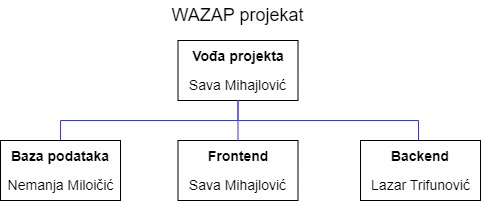 WAZAP projekat
Vođa projekta
Sava Mihajlović
Baza podataka
Nemanja Miloičić
Frontend
Sava Mihajlović
Backend
Lazar Trifunović